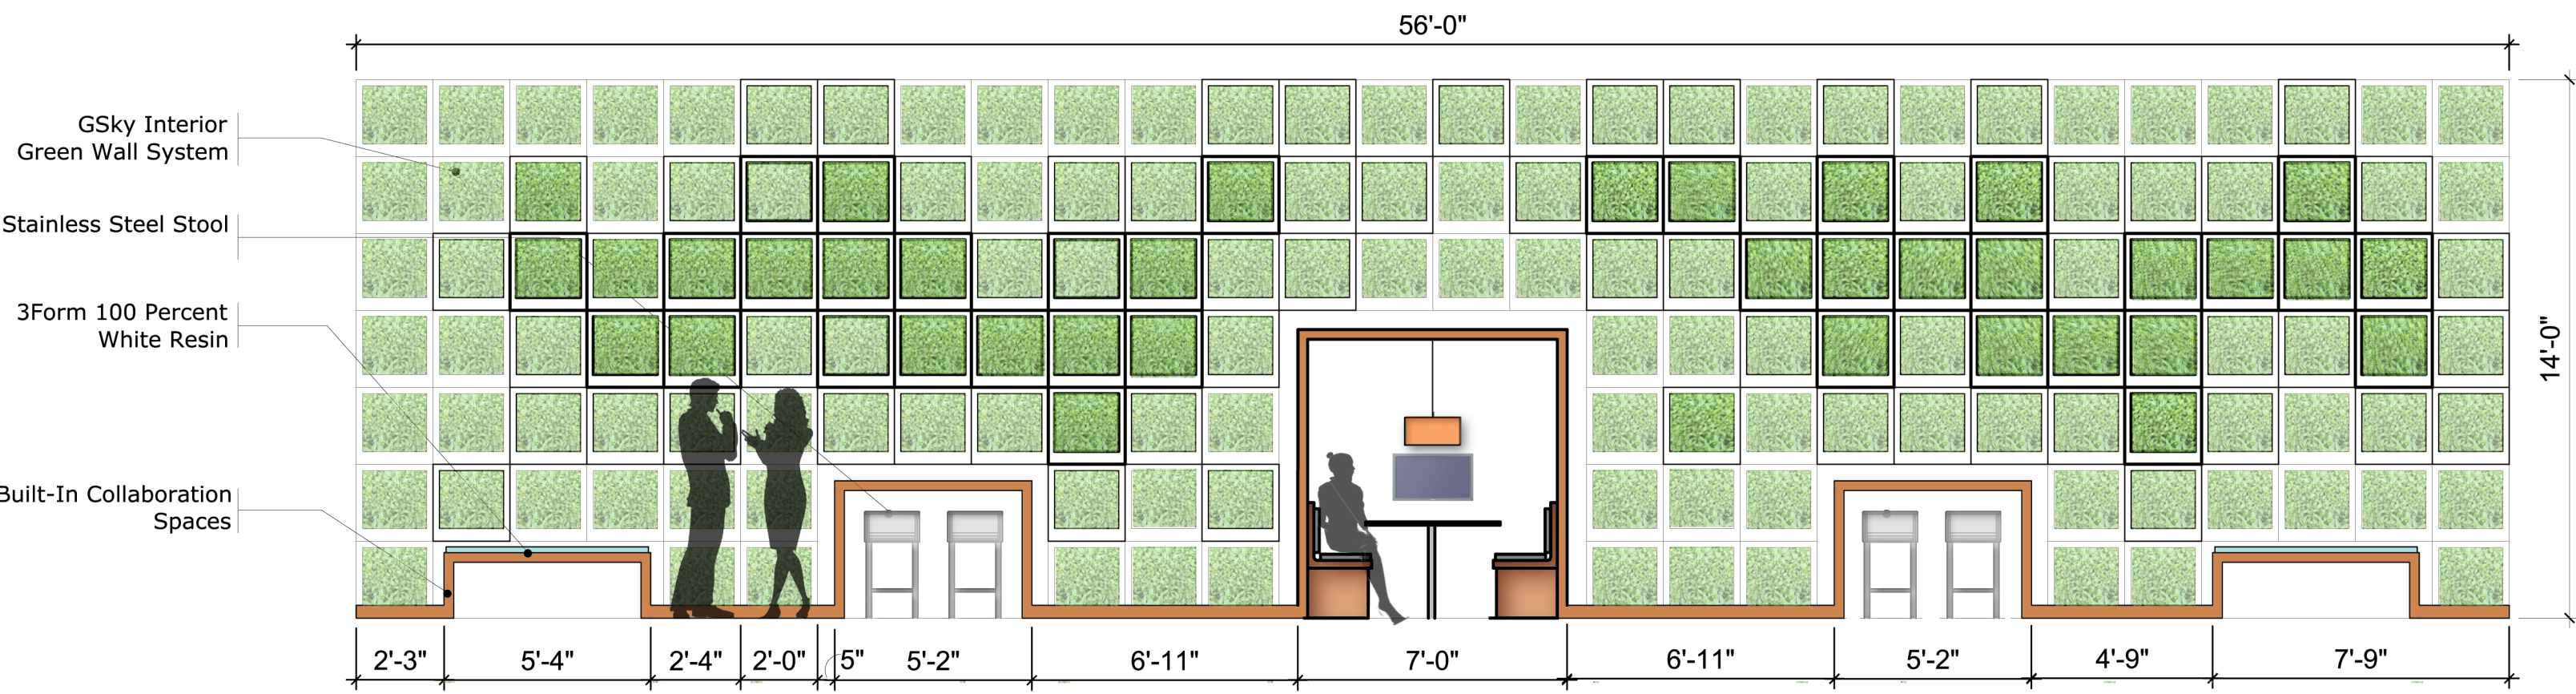 56'-0"
GSky Interior
Green Wall System
Stainless Steel Stool
3Form 100 Percent
White Resin
Built-In Collaboration
Spaces
14'-0"
2'-3" 5'-4" 2'-4" 2'-0" 5" 5'-2" 6'-11" 7'-0" 6'-11" 5'-2" 4'-9" 7'-9"